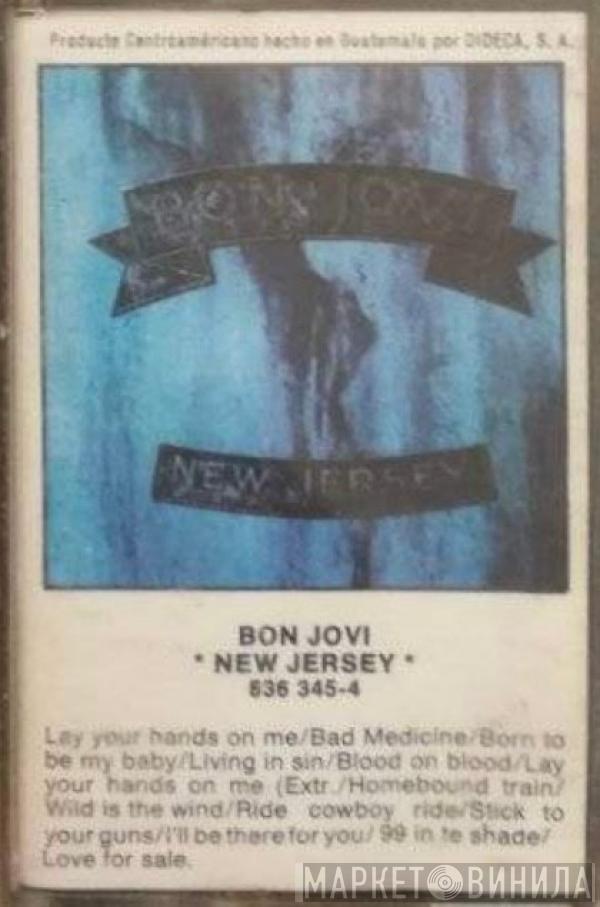 Producto Centroaméricano hecho en Guatemala por DIDECA, S. A.
BON JOVI
NEW JERSEY
BON JOVI
* NEW JERSEY *
836 345-4
Lay your hands on me/Bad Medicine/Born to
be my baby/Living in sin/Blood on blood/Lay
your hands on me (Extr./Homebound train/
Wild is the wind/Ride cowboy ride/Stick to
your guns/I'll be there for you/ 99 in te shade/
Love for sale.
МАРКЕТ ВИНИЛА